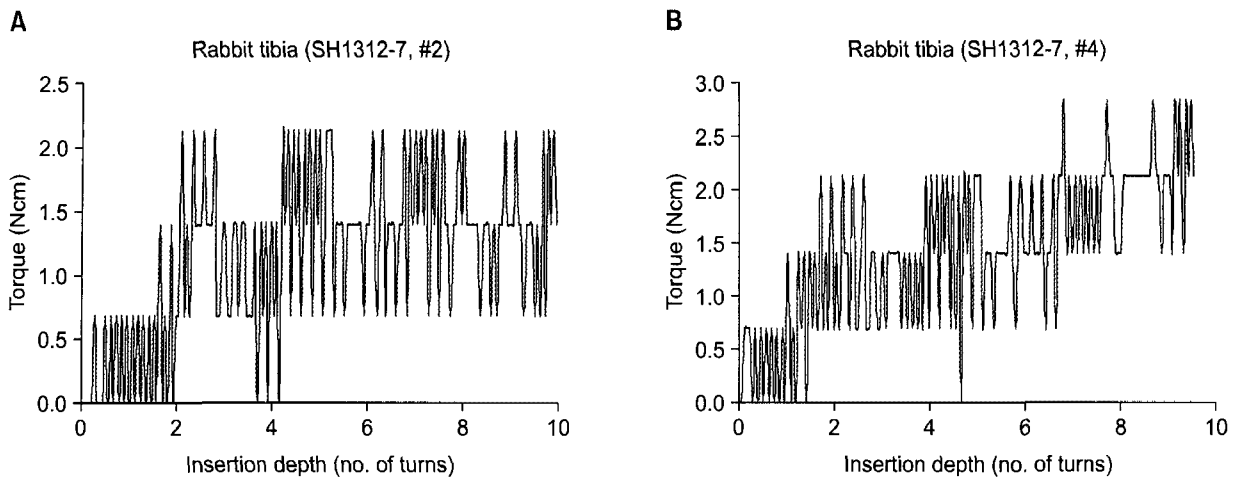 A
Rabbit tibia (SH1312-7, #2)
2.5
2.0
1.5
1.0
0.5
0.0
Torque (Ncm)
0 2 4 6 8 10
Insertion depth (no. of turns)
B
Rabbit tibia (SH1312-7, #4)
3.0
2.5
2.0
1.5
1.0
0.5
0.0
Torque (Ncm)
0 2 4 6 8 10
Insertion depth (no. of turns)